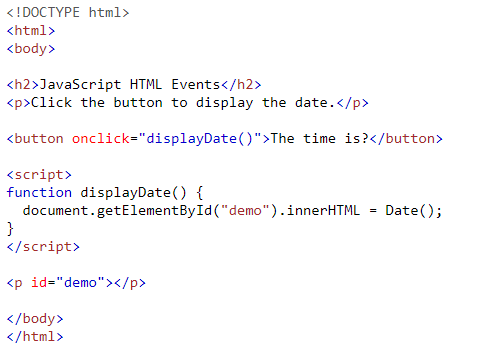 <!DOCTYPE html>
<html>
<body>
<h2>JavaScript HTML Events</h2>
<p>Click the button to display the date.</p>
<button onclick="displayDate()">The time is?</button>
<script>
function displayDate() {
  document.getElementById("demo").innerHTML = Date();
}
</script>
<p id="demo"></p>
</body>
</html>